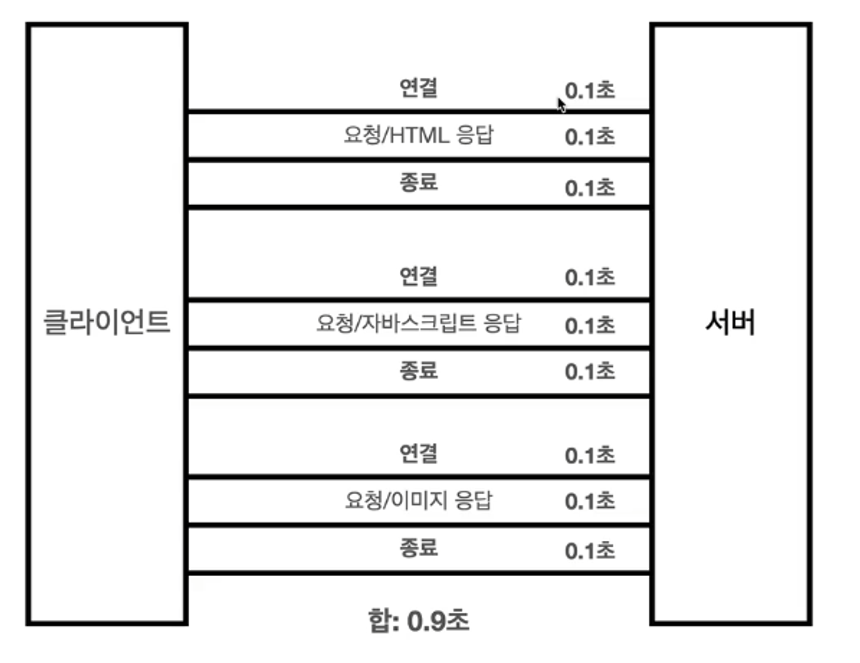 연결 0.1초
요청/HTML 응답 0.1초
종료 0.1초
연결 0.1초
클라이언트
요청/자바스크립트 응답 0.1초
서버
종료 0.1초
연결 0.1초
요청/이미지 응답 0.1초
종료 0.1초
합: 0.9초